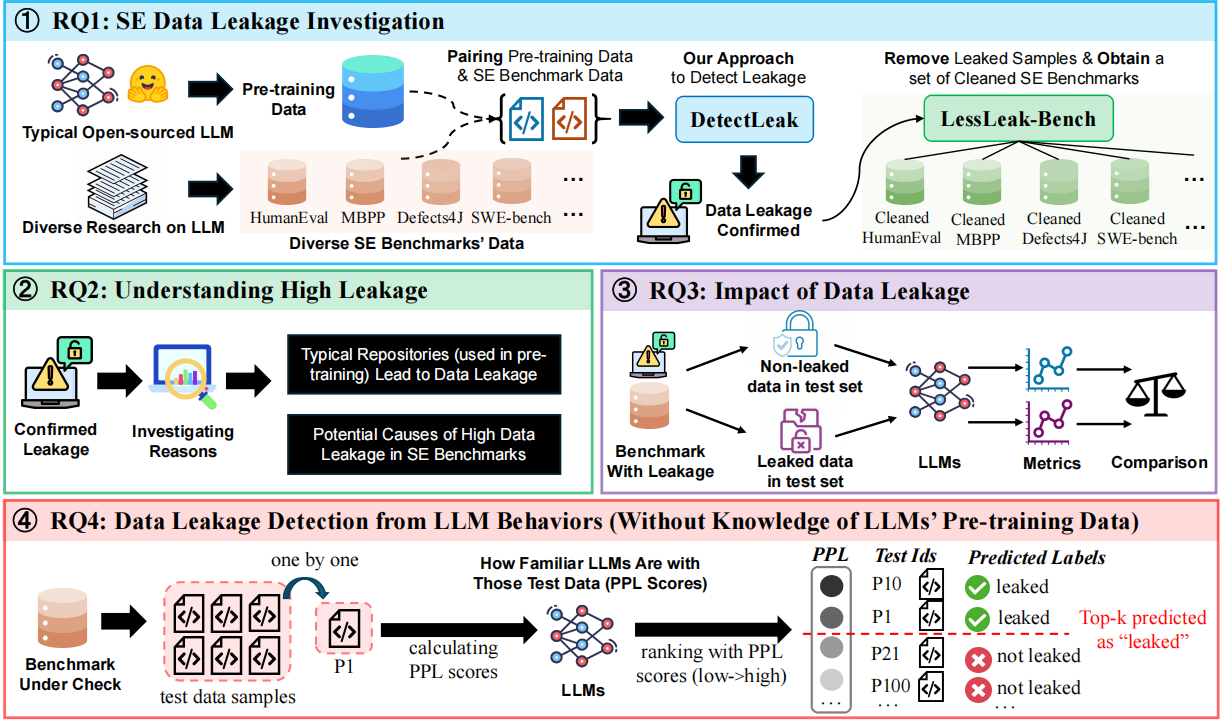 ① RQ1: SE Data Leakage Investigation
Typical Open-sourced LLM
Diverse Research on LLM
Pre-training
Data
Pairing Pre-training Data
& SE Benchmark Data
HumanEval
MBPP
Defects4J
SWE-bench
...
...
Diverse SE Benchmarks' Data
Our Approach
to Detect Leakage
DetectLeak
Data Leakage
Confirmed
Remove Leaked Samples & Obtain a
set of Cleaned SE Benchmarks
LessLeak-Bench
Cleaned
HumanEval
Cleaned
MBPP
Cleaned
Defects4J
Cleaned
SWE-bench
...
...
② RQ2: Understanding High Leakage
Confirmed
Leakage
Investigating
Reasons
Typical Repositories (used in pre-
training) Lead to Data Leakage
Potential Causes of High Data
Leakage in SE Benchmarks
③ RQ3: Impact of Data Leakage
Benchmark
With Leakage
Non-leaked
data in test set
Leaked data
in test set
LLMs
Metrics
Comparison
④ RQ4: Data Leakage Detection from LLM Behaviors (Without Knowledge of LLMs' Pre-training Data)
Benchmark
Under Check
test data samples
one by one
P1
How Familiar LLMs Are with
Those Test Data (PPL Scores)
calculating
PPL scores
LLMs
ranking with PPL
scores (low->high)
PPL Test Ids Predicted Labels
P10 leaked
P1 leaked
Top-k predicted
as “leaked”
P21 not leaked
P100 not leaked
... ... ...